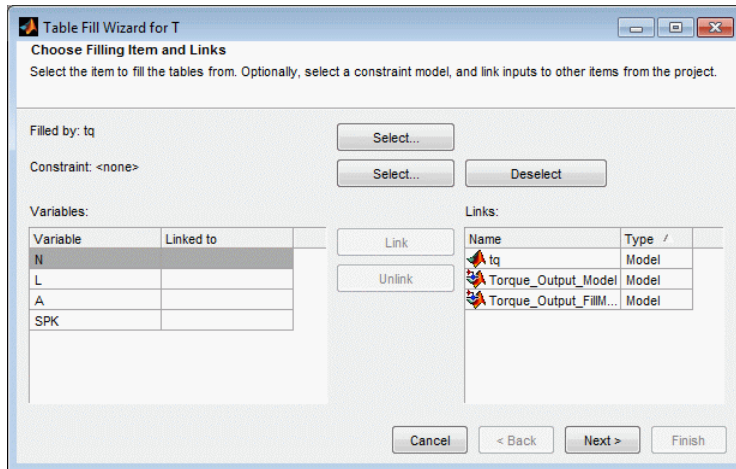 Table Fill Wizard for T
Choose Filling Item and Links
Select the item to fill the tables from. Optionally, select a constraint model, and link inputs to other items from the project.
Filled by: tq
Select...
Constraint: <none>
Select...
Deselect
Variables:
Links:
Variable
Linked to
Link
Name
Type
N
tq
Model
L
Unlink
Torque_Output_Model
Model
A
Torque_Output_FillM...
Model
SPK
Cancel
< Back
Next >
Finish